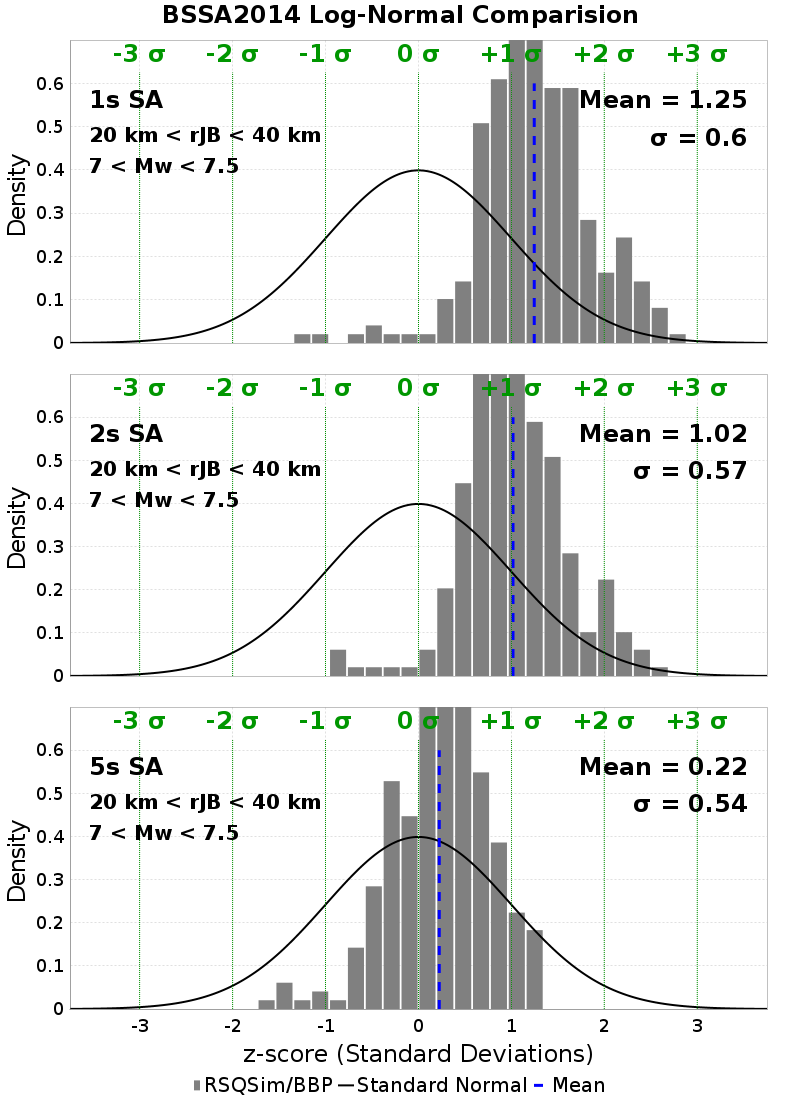 BSSA2014 Log-Normal Comparision
-3 σ -2 σ -1 σ 0 σ +1 σ +2 σ +3 σ
1s SA
20 km < rJB < 40 km
7 < Mw < 7.5
Mean = 1.25
σ = 0.6
Density
0.6
0.5
0.4
0.3
0.2
0.1
0
-3 σ -2 σ -1 σ 0 σ +1 σ +2 σ +3 σ
2s SA
20 km < rJB < 40 km
7 < Mw < 7.5
Mean = 1.02
σ = 0.57
Density
0.6
0.5
0.4
0.3
0.2
0.1
0
-3 σ -2 σ -1 σ 0 σ +1 σ +2 σ +3 σ
5s SA
20 km < rJB < 40 km
7 < Mw < 7.5
Mean = 0.22
σ = 0.54
Density
0.6
0.5
0.4
0.3
0.2
0.1
0
-3 -2 -1 0 1 2 3
z-score (Standard Deviations)
RSQSim/BBP Standard Normal Mean